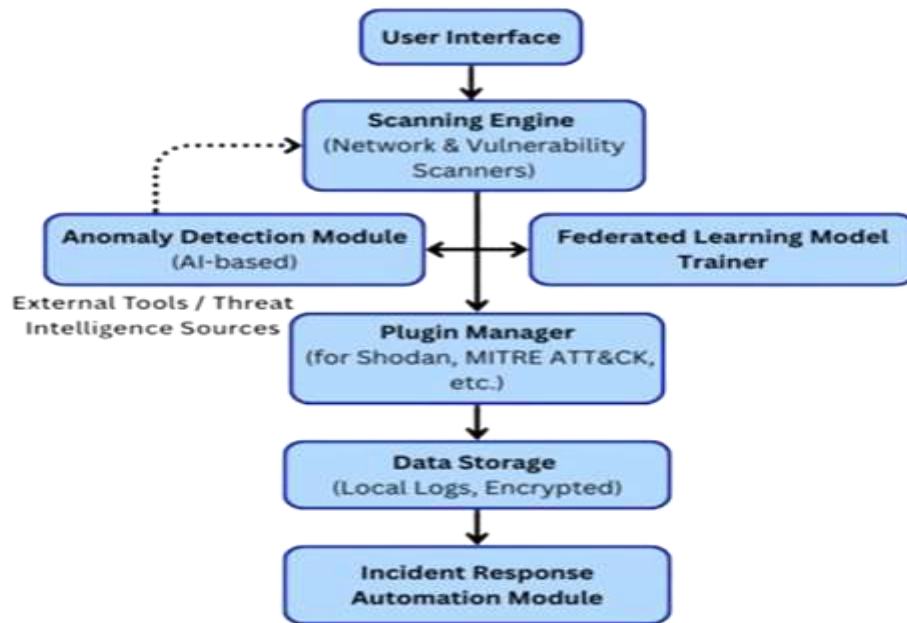 User Interface
Scanning Engine
(Network & Vulnerability
Scanners)
Anomaly Detection Module
(AI-based)
Federated Learning Model
Trainer
External Tools / Threat
Intelligence Sources
Plugin Manager
(for Shodan, MITRE ATT&CK,
etc.)
Data Storage
(Local Logs, Encrypted)
Incident Response
Automation Module